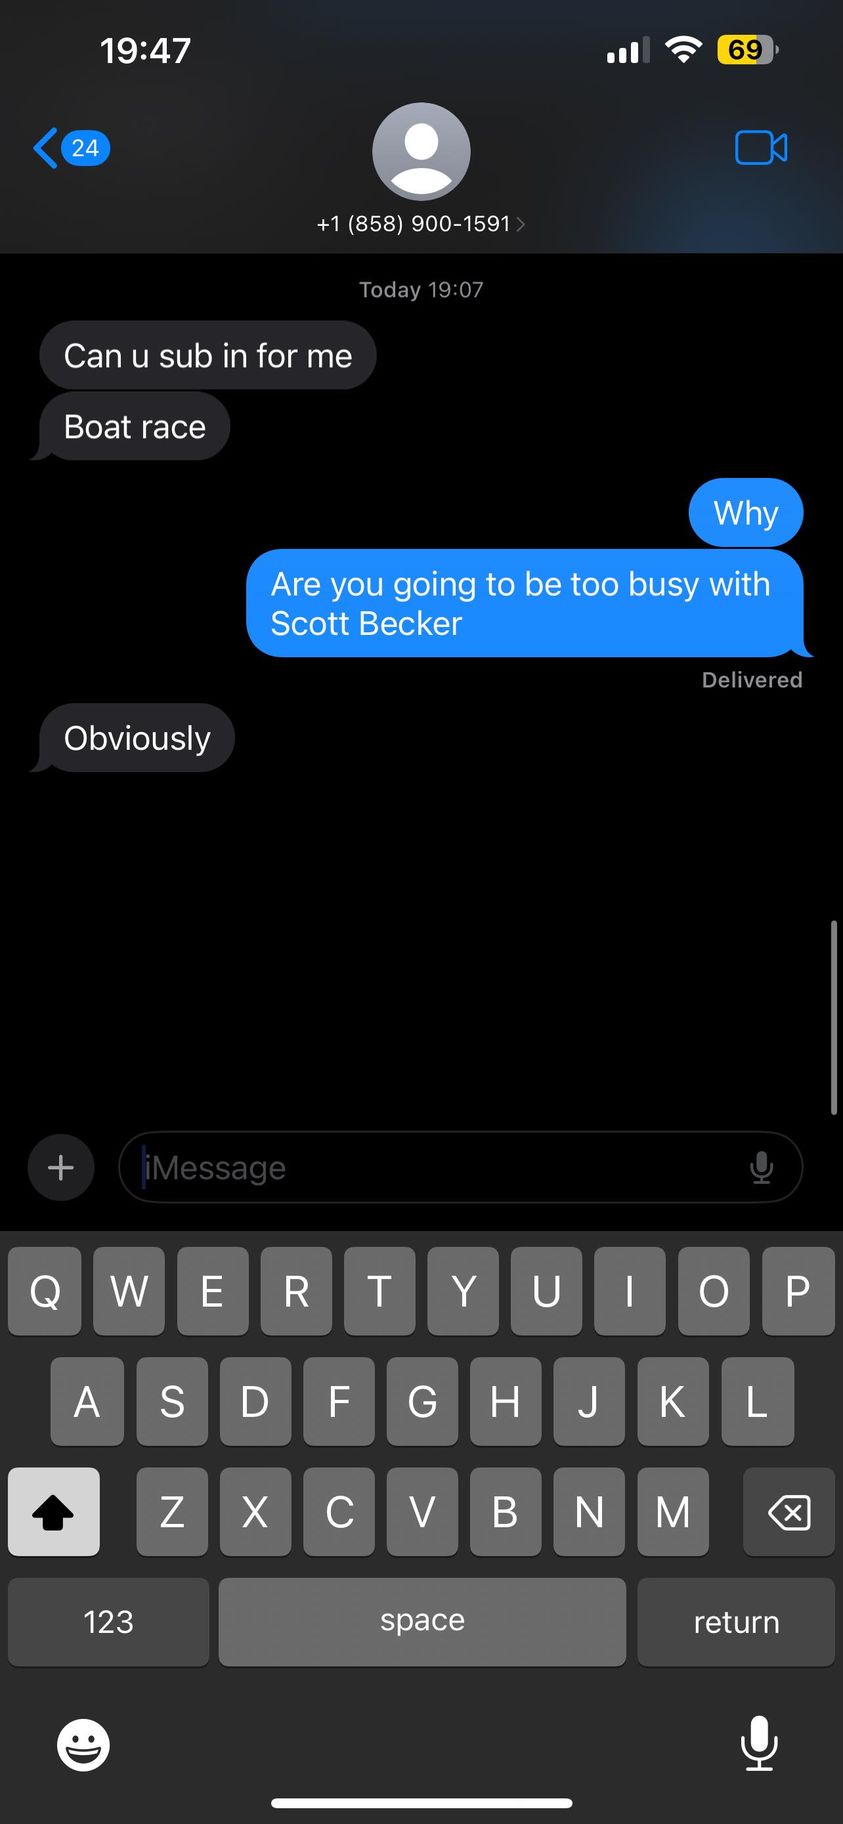 19:47
69
24
+1 (858) 900-1591
Today 19:07
Can u sub in for me
Boat race
Why
Are you going to be too busy with
Scott Becker
Delivered
Obviously
iMessage
Q W E R T Y U I O P
A S D F G H J K L
Z X C V B N M
123 space return